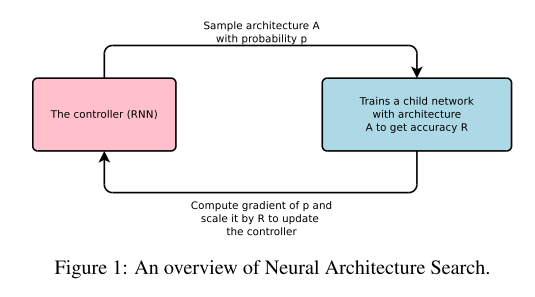 Sample architecture A
with probability p
The controller (RNN)
Trains a child network
with architecture
A to get accuracy R
Compute gradient of p and
scale it by R to update
the controller
Figure 1: An overview of Neural Architecture Search.